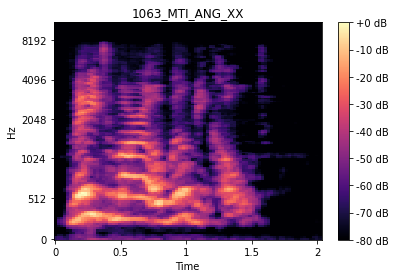 1063_MTI_ANG_XX
+0 dB
8192
-10 dB
4096
-20 dB
-30 dB
2048
Hz
-40 dB
1024
-50 dB
512
-60 dB
-70 dB
0
-80 dB
0
0.5
1
1.5
2
Time